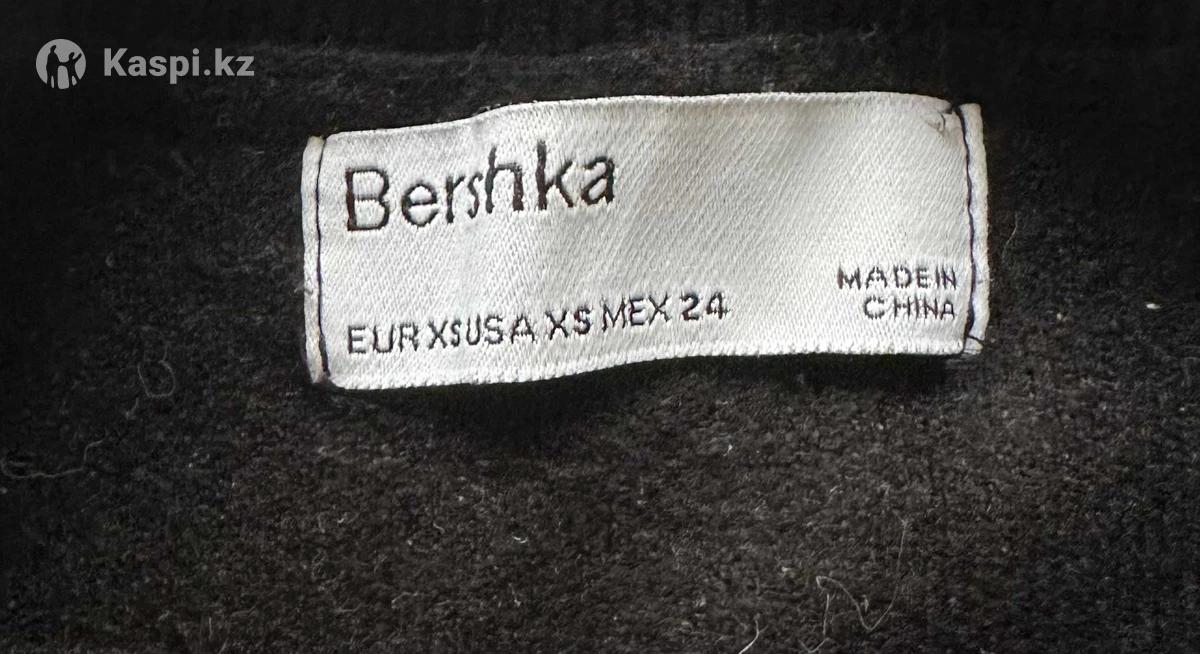 Kaspi.kz
Bershka
EUR XS USA XS MEX 24
MADE IN
CHINA